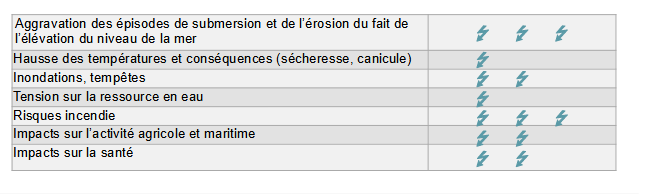 Aggravation des épisodes de submersion et de l’érosion du fait de
l’élévation du niveau de la mer
Hausse des températures et conséquences (sécheresse, canicule)
Inondations, tempêtes
Tension sur la ressource en eau
Risques incendie
Impacts sur l’activité agricole et maritime
Impacts sur la santé